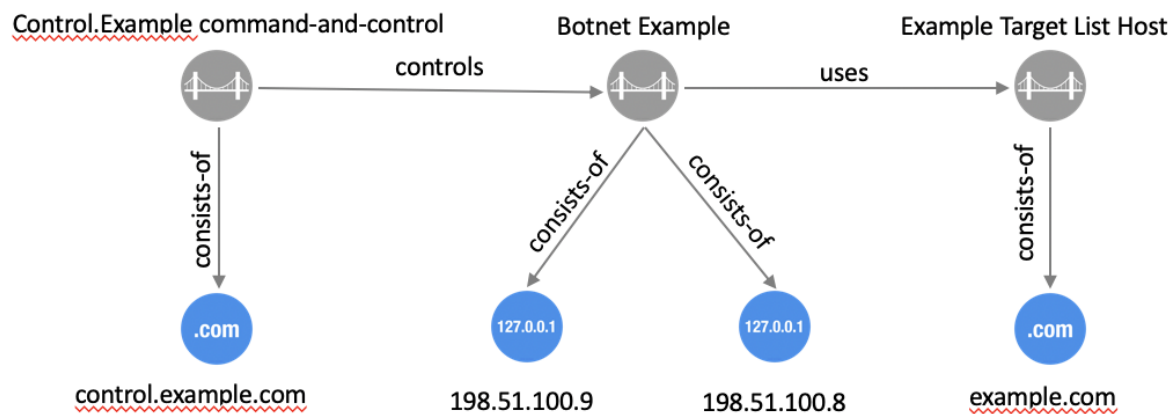 Control.Example command-and-control
Botnet Example
Example Target List Host
controls
uses
consists-of
consists-of
consists-of
consists-of
.com
127.0.0.1
127.0.0.1
.com
control.example.com
198.51.100.9
198.51.100.8
example.com